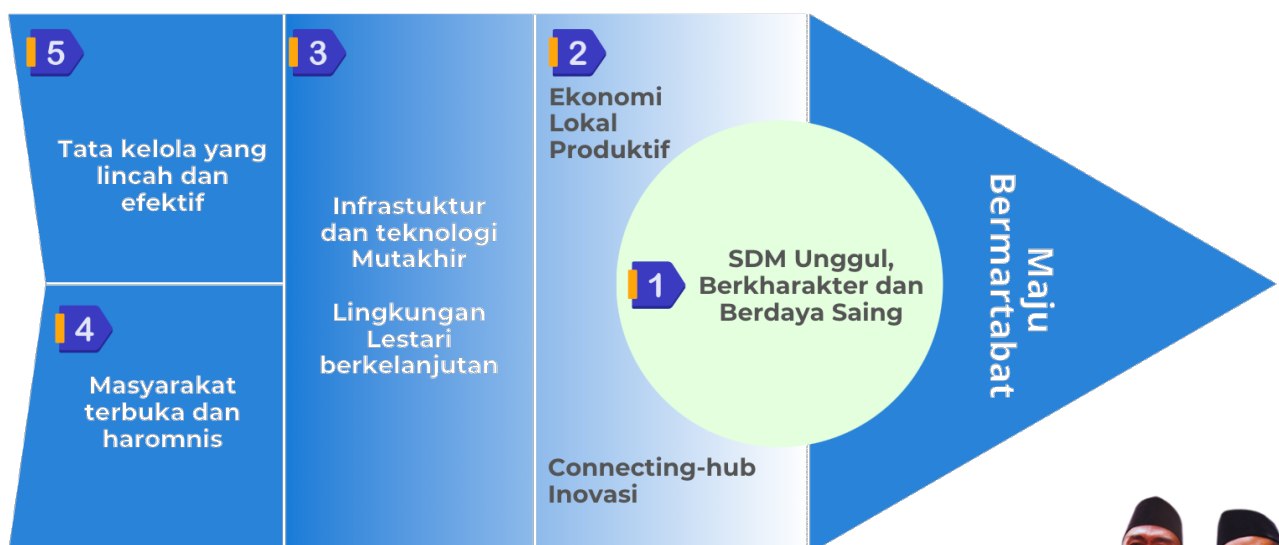 5
Tata kelola yang
lincah dan
efektif
4
Masyarakat
terbuka dan
haromnis
3
Infrastuktur
dan teknologi
Mutakhir
Lingkungan
Lestari
berkelanjutan
2
Ekonomi
Lokal
Produktif
Connecting-hub
Inovasi
1
SDM Unggul,
Berkharakter dan
Berdaya Saing
Maju
Bermartabat